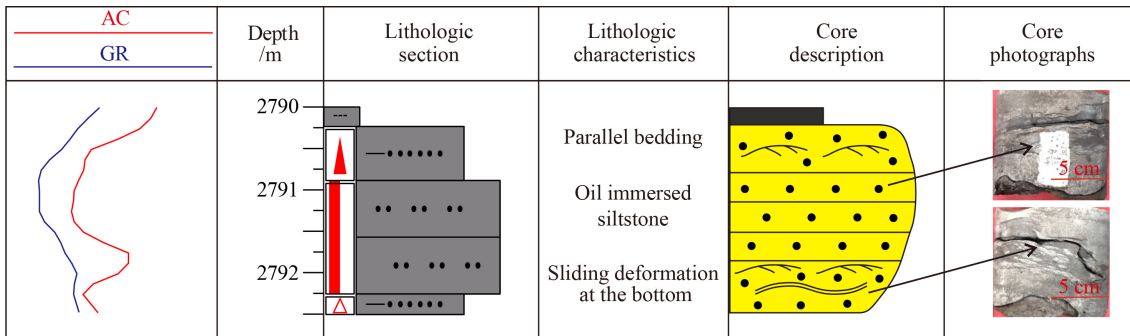 AC
GR
Depth
/m
Lithologic
section
Lithologic
characteristics
Core
description
Core
photographs
2790
2791
2792
Parallel bedding
Oil immersed
siltstone
Sliding deformation
at the bottom
5 cm
5 cm